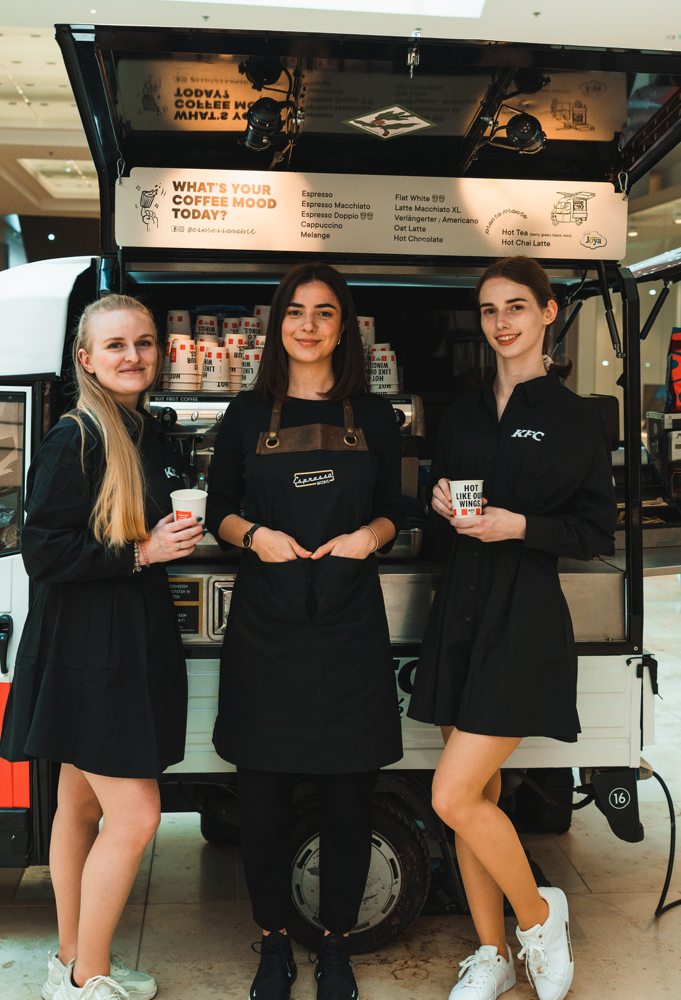 WHAT'S YOUR
COFFEE MOOD
TODAY?
@espressomobil
Espresso
Espresso Macchiato
Espresso Doppio
Cappuccino
Melange
Flat White
Latte Macchiato XL
Verlängerter / Americano
Oat Latte
Hot Chocolate
pronto pronto
Hot Tea (berry, green, black, mint)
Hot Chai Latte
Joya
BUT FIRST COFFEE
KFC
Espresso
MOBIL
HOT
LIKE OUR
WINGS.
KFC
16